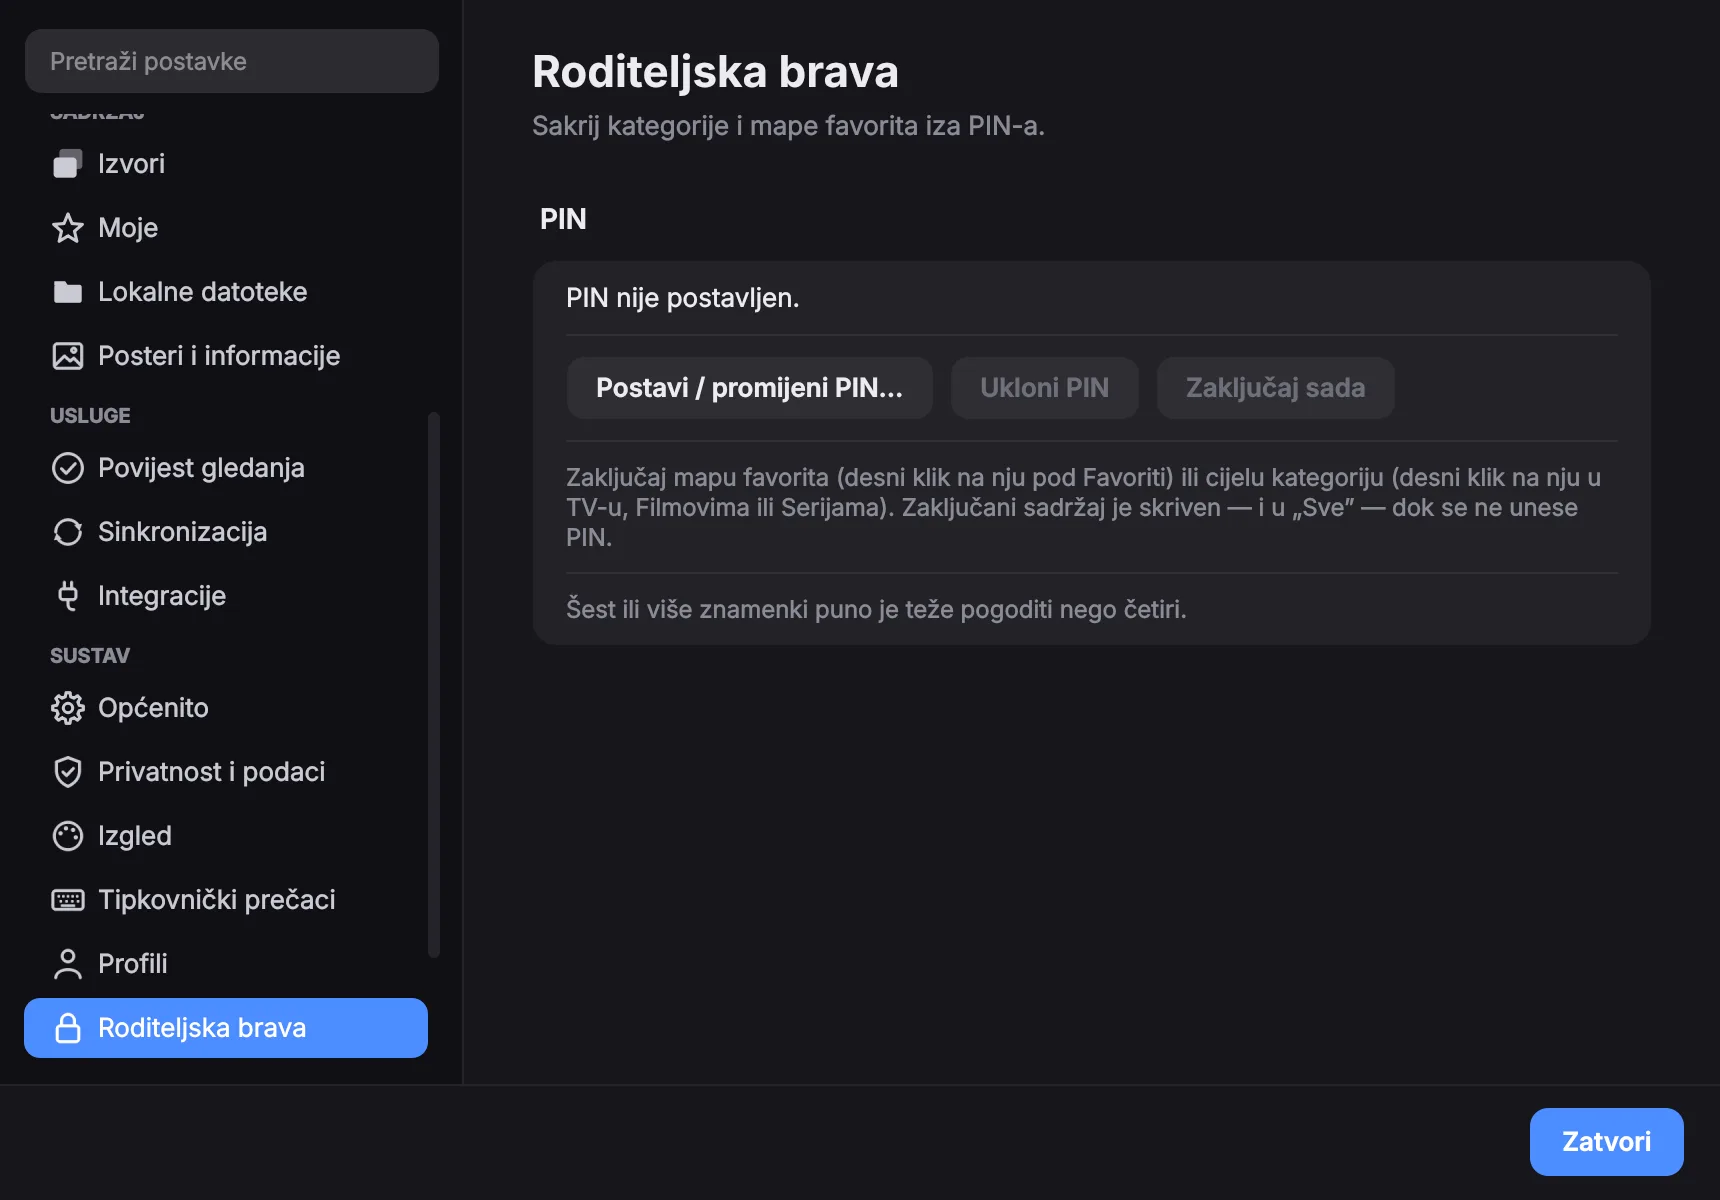 Pretraži postavke
SADRŽAJ
Izvori
Moje
Lokalne datoteke
Posteri i informacije
USLUGE
Povijest gledanja
Sinkronizacija
Integracije
SUSTAV
Općenito
Privatnost i podaci
Izgled
Tipkovnički prečaci
Profili
Roditeljska brava
Roditeljska brava
Sakrij kategorije i mape favorita iza PIN-a.
PIN
PIN nije postavljen.
Postavi / promijeni PIN...
Ukloni PIN
Zaključaj sada
Zaključaj mapu favorita (desni klik na nju pod Favoriti) ili cijelu kategoriju (desni klik na nju u
TV-u, Filmovima ili Serijama). Zaključani sadržaj je skriven — i u „Sve” — dok se ne unese
PIN.
Šest ili više znamenki puno je teže pogoditi nego četiri.
Zatvori